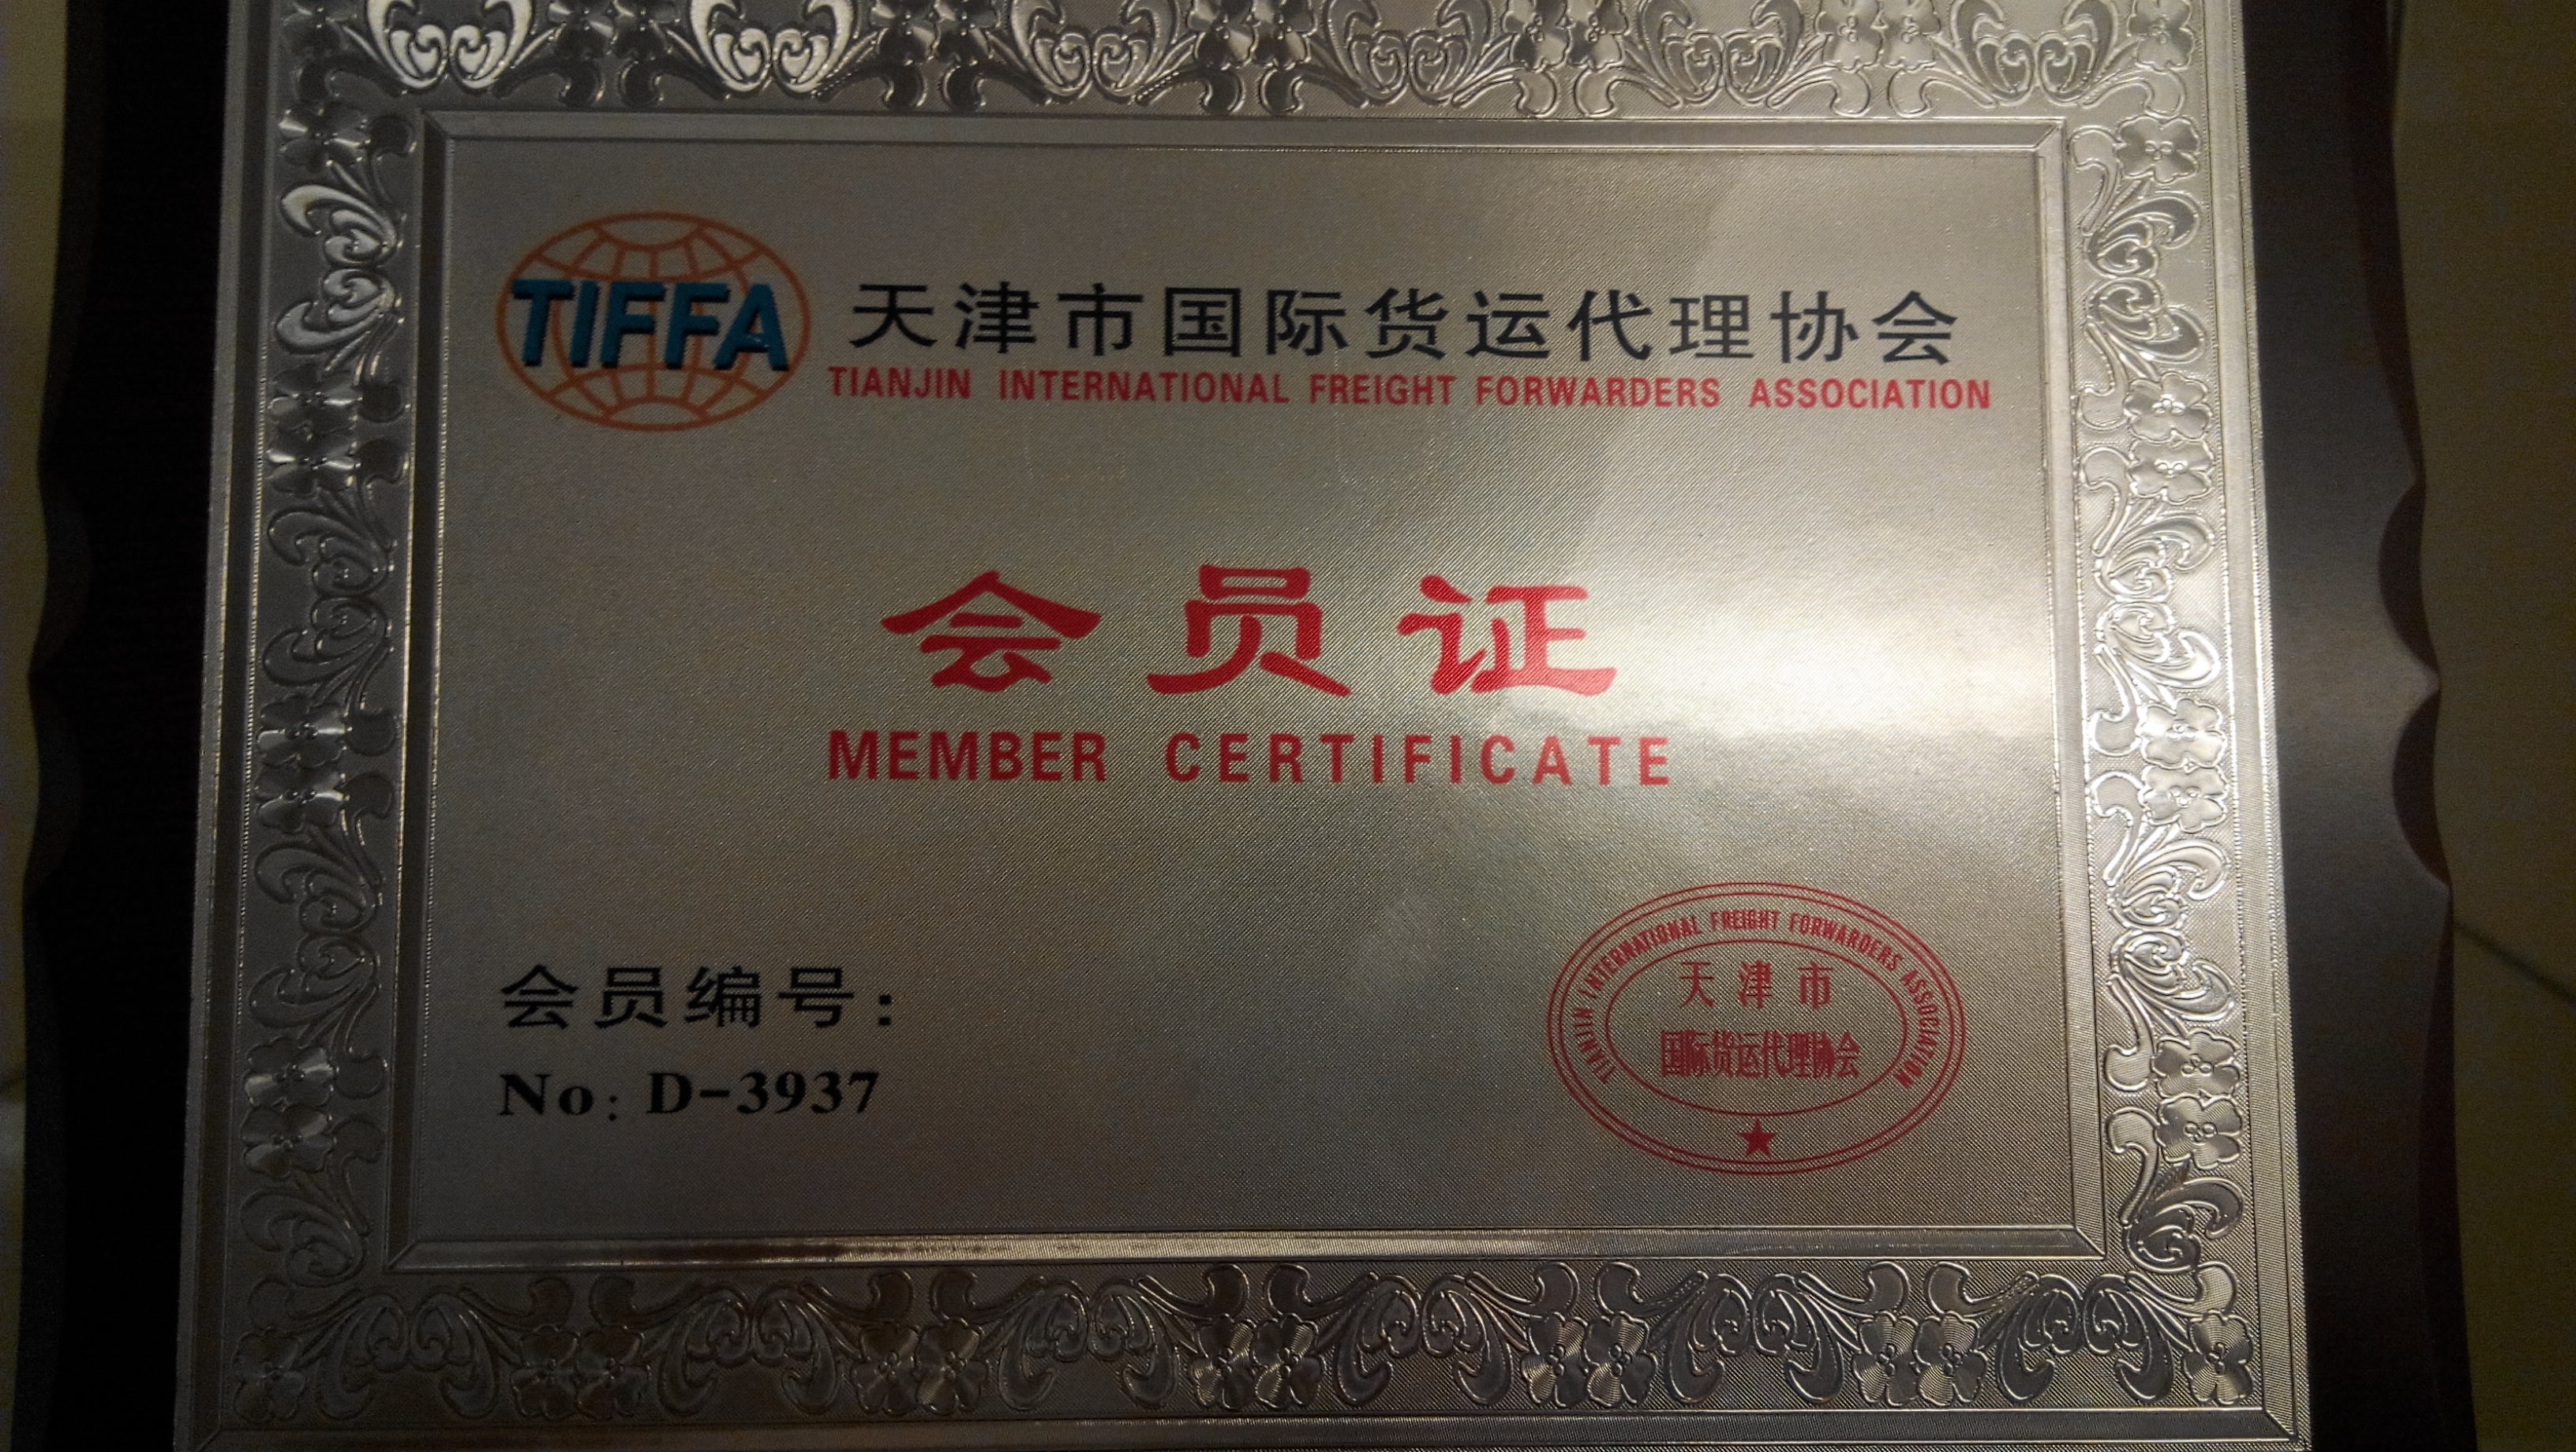 TIFFA
天津市国际货运代理协会
TIANJIN INTERNATIONAL FREIGHT FORWARDERS ASSOCIATION
会员证
MEMBER CERTIFICATE
会员编号：
No: D-3937
TIANJIN INTERNATIONAL FREIGHT FORWARDERS ASSOCIATION
天津市
国际货运代理协会